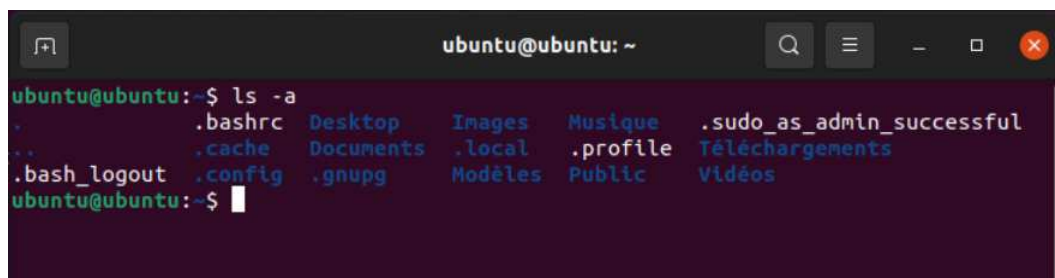 ubuntu@ubuntu: ~
ubuntu@ubuntu:~$ ls -a
. .bashrc Desktop Images Musique .sudo_as_admin_successful
.. .cache Documents .local .profile Téléchargements
.bash_logout .config .gnupg Modèles Public Vidéos
ubuntu@ubuntu:~$